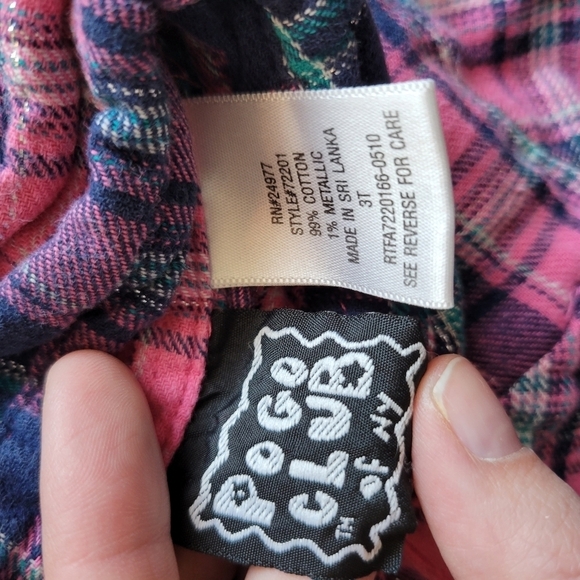 RN#24977
STYLE#72201
99% COTTON
1% METALLIC
MADE IN SRI LANKA
3T
RTFA7220166-0510
SEE REVERSE FOR CARE
POGO
CLUB
OF MY
TM